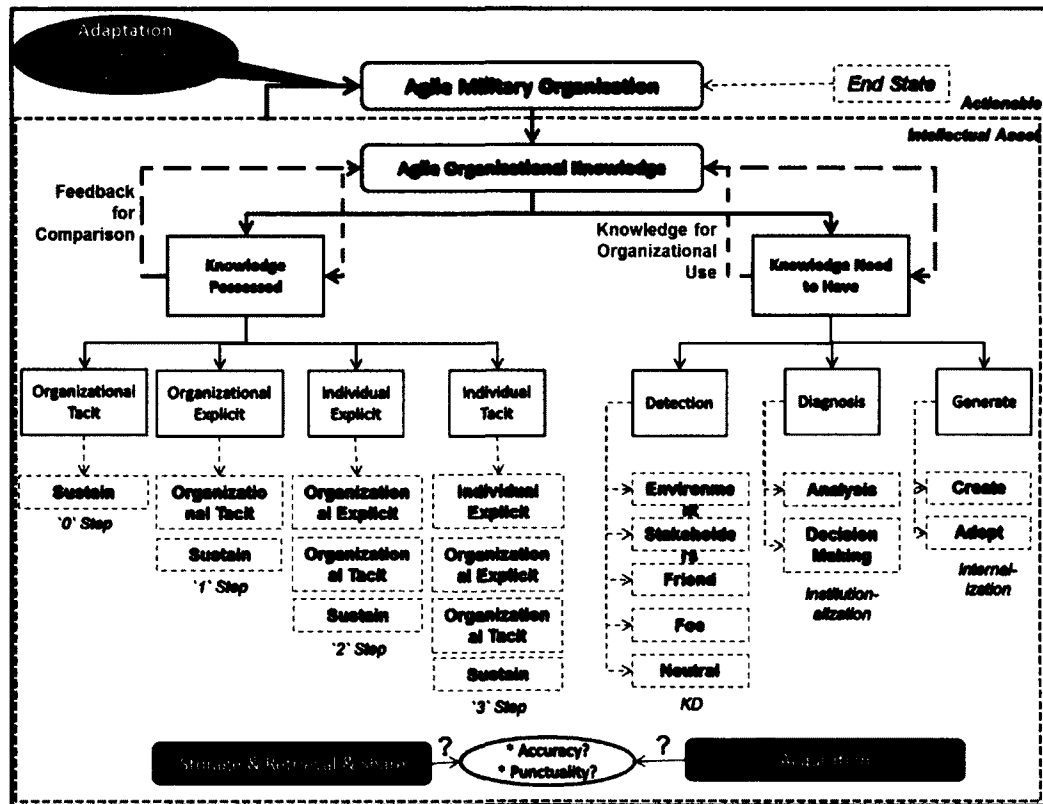 Adaptation
Agile Military Organisation
End State
Actionable
Intellectual Asset
Agile Organisational Knowledge
Feedback
for
Comparison
Knowledge for
Organizational
Use
Knowledge
Possessed
Knowledge Need
to Have
Organizational
Tacit
Organizational
Explicit
Individual
Explicit
Individual
Tacit
Detection
Diagnosis
Generate
Sustain
'0' Step
Organizatio
nal Tacit
Sustain
'1' Step
Organization
al Explicit
Organization
al Tacit
Sustain
'2' Step
Individual
Explicit
Organization
al Explicit
Organization
al Tacit
Sustain
'3' Step
Environme
nt
Stakeholde
rs
Friend
Foe
Neutral
KD
Analysis
Decision
Making
Institution-
alization
Create
Adopt
Internal-
ization
Storage & Retrieval & Share
?
* Accuracy?
* Punctuality?
?
Acquisition